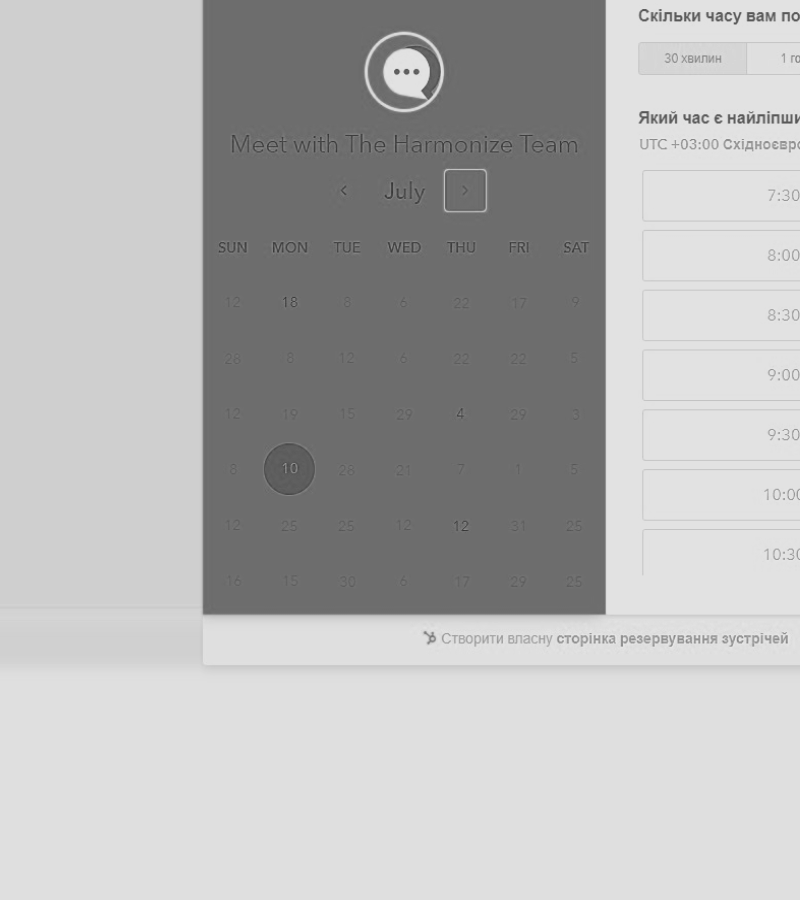 Meet with The Harmonize Team
July
SUN MON TUE WED THU FRI SAT
12 18 8 6 22 17 9
28 8 12 6 22 22 5
12 19 15 29 4 29 3
8 10 28 21 7 1 5
12 25 25 12 12 31 25
16 15 30 6 17 29 25
Скільки часу вам
30 хвилин 1
Який час є
UTC +03:00
7:30
8:00
8:30
9:00
9:30
10:00
10:30
Створити власну сторінка резервування зустрічей